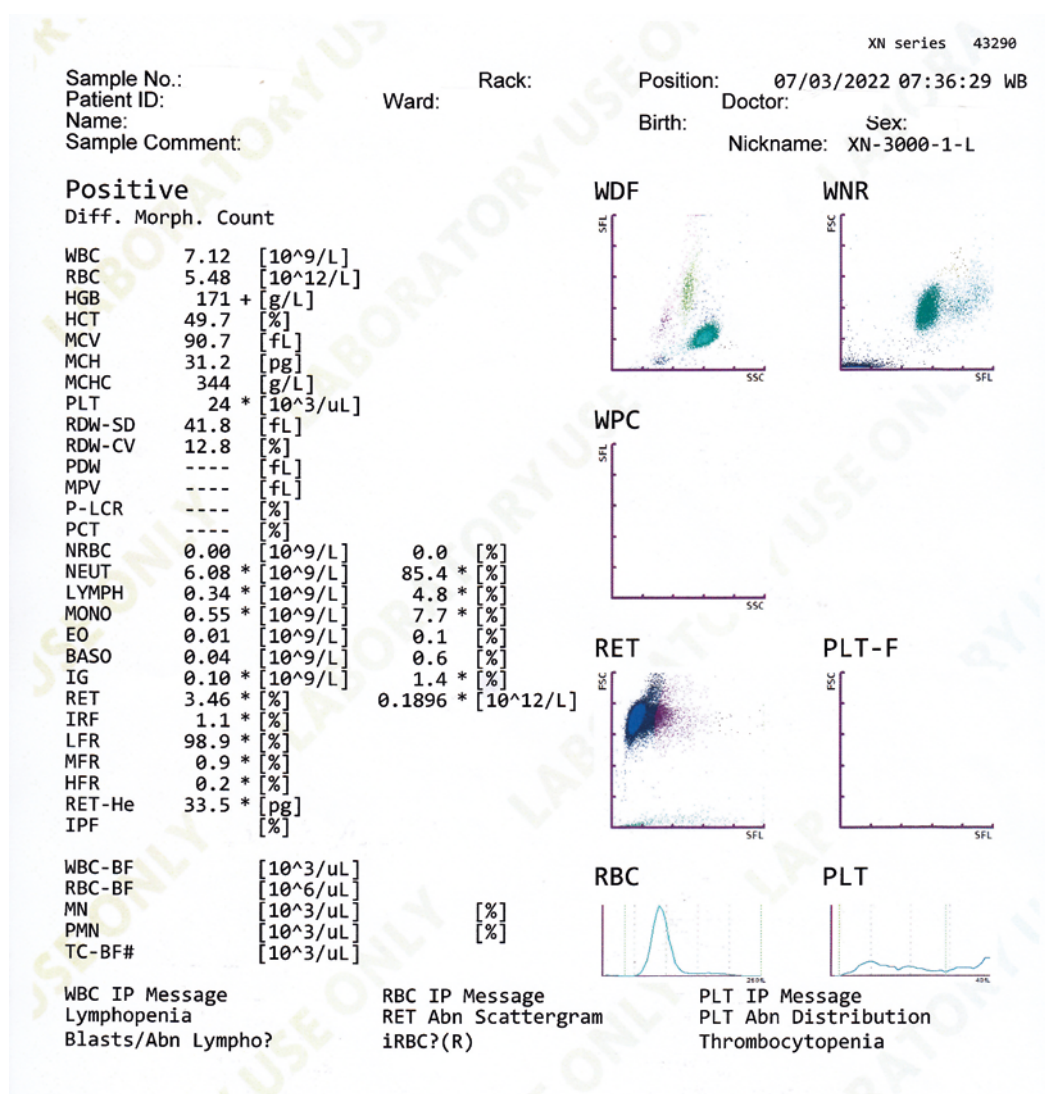 XN series 43290
Sample No.: Rack: Position: 07/03/2022 07:36:29 WB
Patient ID: Ward: Doctor:
Name: Birth: Sex:
Sample Comment: Nickname: XN-3000-1-L
Positive
Diff. Morph. Count
WDF WNR
SFL FSC
SSC SFL
WBC 7.12 [10^9/L]
RBC 5.48 [10^12/L]
HGB 171 + [g/L]
HCT 49.7 [%]
MCV 90.7 [fL]
MCH 31.2 [pg]
MCHC 344 [g/L]
PLT 24 * [10^3/uL]
RDW-SD 41.8 [fL]
RDW-CV 12.8 [%]
PDW ---- [fL]
MPV ---- [fL]
P-LCR ---- [%]
PCT ---- [%]
NRBC 0.00 [10^9/L] 0.0 [%]
NEUT 6.08 * [10^9/L] 85.4 * [%]
LYMPH 0.34 * [10^9/L] 4.8 * [%]
MONO 0.55 * [10^9/L] 7.7 * [%]
EO 0.01 [10^9/L] 0.1 [%]
BASO 0.04 [10^9/L] 0.6 [%]
IG 0.10 * [10^9/L] 1.4 * [%]
RET 3.46 * [%] 0.1896 * [10^12/L]
IRF 1.1 * [%]
LFR 98.9 * [%]
MFR 0.9 * [%]
HFR 0.2 * [%]
RET-He 33.5 * [pg]
IPF [%]
WPC
SFL
SSC
RET PLT-F
FSC FSC
SFL SFL
WBC-BF [10^3/uL]
RBC-BF [10^6/uL]
MN [10^3/uL] [%]
PMN [10^3/uL] [%]
TC-BF# [10^3/uL]
RBC PLT
250fL 40fL
WBC IP Message RBC IP Message PLT IP Message
Lymphopenia RET Abn Scattergram PLT Abn Distribution
Blasts/Abn Lympho? iRBC?(R) Thrombocytopenia
LABORATORY USE ONLY